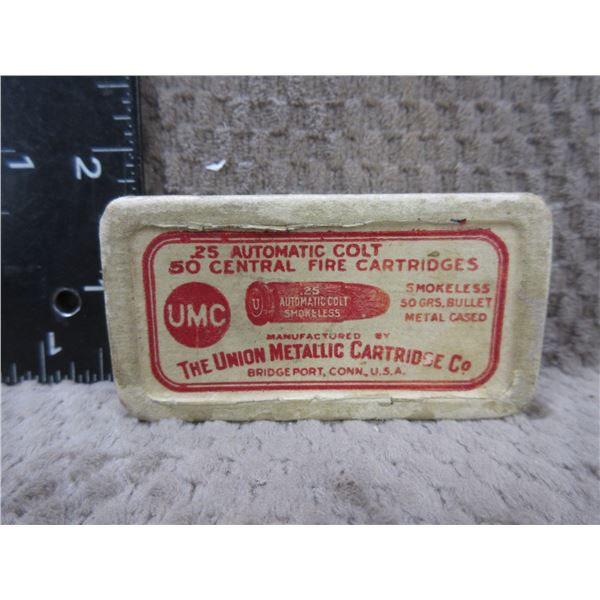 .25 AUTOMATIC COLT
50 CENTRAL FIRE CARTRIDGES
UMC
U
.25
AUTOMATIC COLT
SMOKELESS
SMOKELESS
50 GRS. BULLET
METAL CASED
MANUFACTURED BY
THE UNION METALLIC CARTRIDGE CO
BRIDGEPORT, CONN., U.S.A.
1
2
1